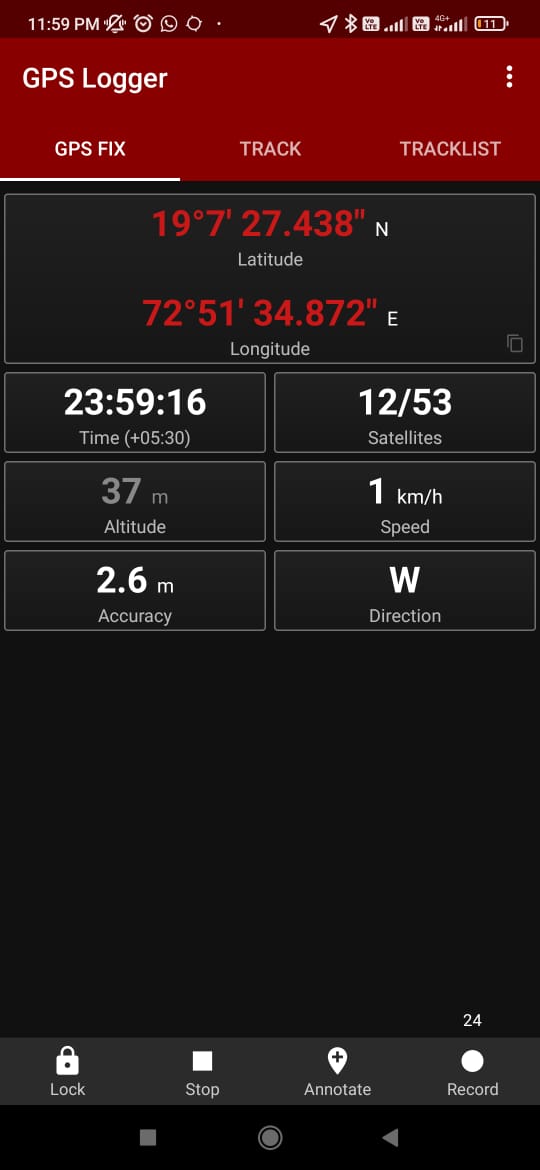 11:59 PM
Vo LTE Vo LTE 4G+ 11
GPS Logger
GPS FIX TRACK TRACKLIST
19°7' 27.438" N
Latitude
72°51' 34.872" E
Longitude
23:59:16 12/53
Time (+05:30) Satellites
37 m 1 km/h
Altitude Speed
2.6 m W
Accuracy Direction
24
Lock Stop Annotate Record